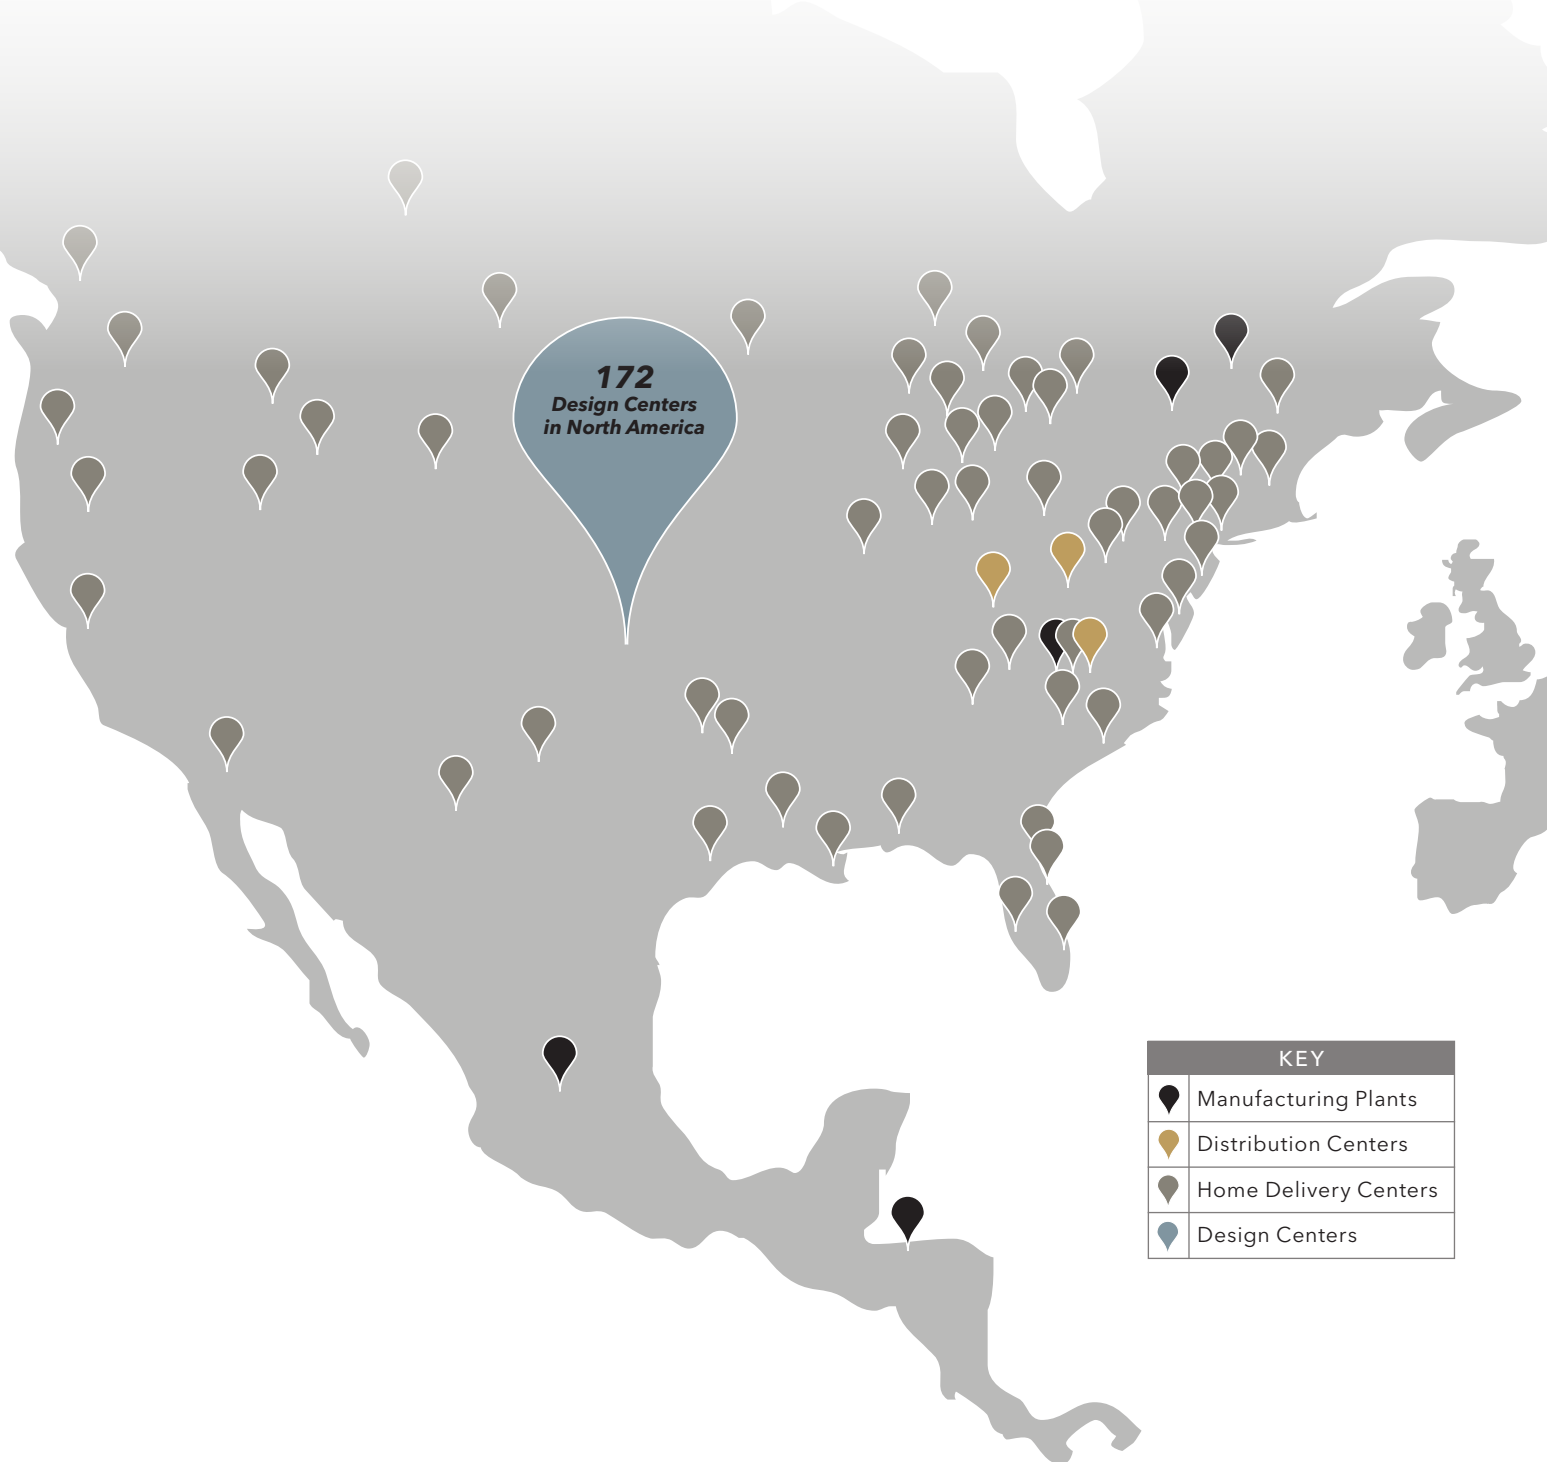 172
Design Centers
in North America
KEY
Manufacturing Plants
Distribution Centers
Home Delivery Centers
Design Centers